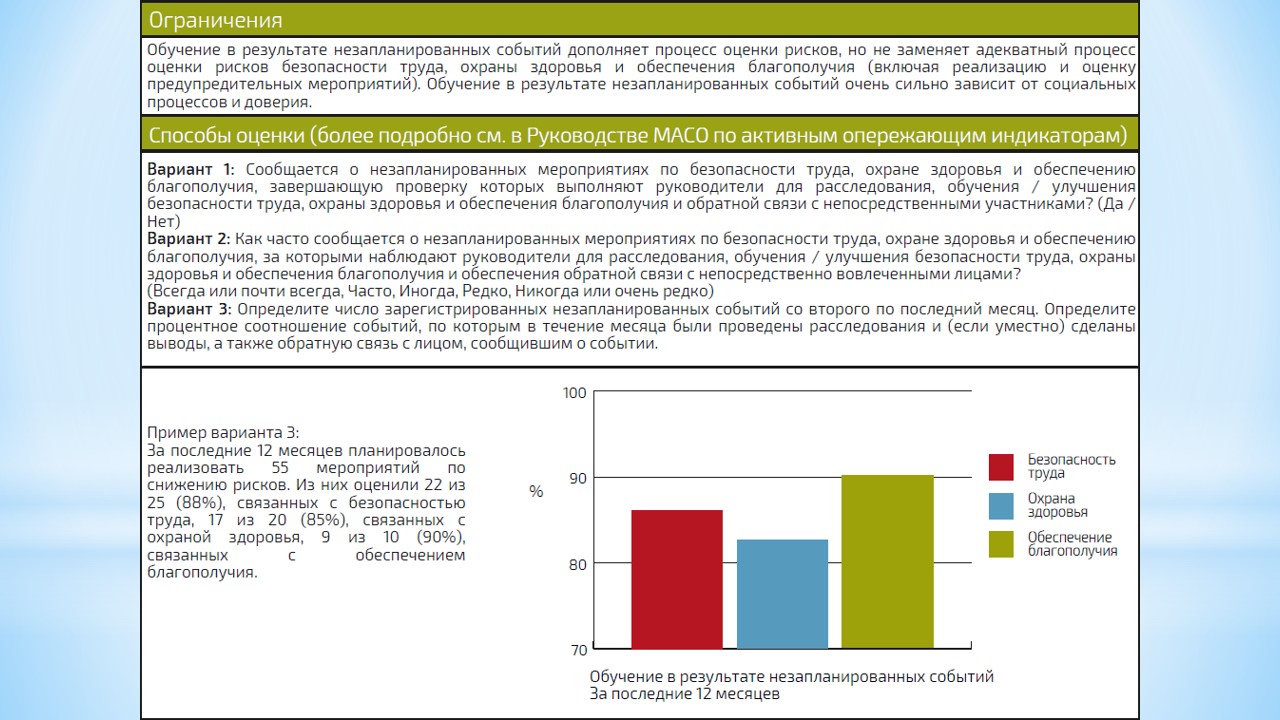 Ограничения
Обучение в результате незапланированных событий дополняет процесс оценки рисков, но не заменяет адекватный процесс
оценки рисков безопасности труда, охраны здоровья и обеспечения благополучия (включая реализацию и оценку
предупредительных мероприятий). Обучение в результате незапланированных событий очень сильно зависит от социальных
процессов и доверия.
Способы оценки (более подробно см. в Руководстве МАСО по активным опережающим индикаторам)
Вариант 1: Сообщается о незапланированных мероприятиях по безопасности труда, охране здоровья и обеспечению
благополучия, завершающую проверку которых выполняют руководители для расследования, обучения / улучшения
безопасности труда, охраны здоровья и обеспечения благополучия и обратной связи с непосредственными участниками? (Да /
Нет)
Вариант 2: Как часто сообщается о незапланированных мероприятиях по безопасности труда, охране здоровья и обеспечению
благополучия, за которыми наблюдают руководители для расследования, обучения / улучшения безопасности труда, охраны
здоровья и обеспечения благополучия и обеспечения обратной связи с непосредственно вовлеченными лицами?
(Всегда или почти всегда, Часто, Иногда, Редко, Никогда или очень редко)
Вариант 3: Определите число зарегистрированных незапланированных событий со второго по последний месяц. Определите
процентное соотношение событий, по которым в течение месяца были проведены расследования и (если уместно) сделаны
выводы, а также обратную связь с лицом, сообщившим о событии.
Пример варианта 3:
За последние 12 месяцев планировалось
реализовать 55 мероприятий по
снижению рисков. Из них оценили 22 из
25 (88%), связанных с безопасностью
труда, 17 из 20 (85%), связанных с
охраной здоровья, 9 из 10 (90%),
связанных с обеспечением
благополучия.
100
90
%
80
70
Безопасность
труда
Охрана
здоровья
Обеспечение
благополучия
Обучение в результате незапланированных событий
За последние 12 месяцев